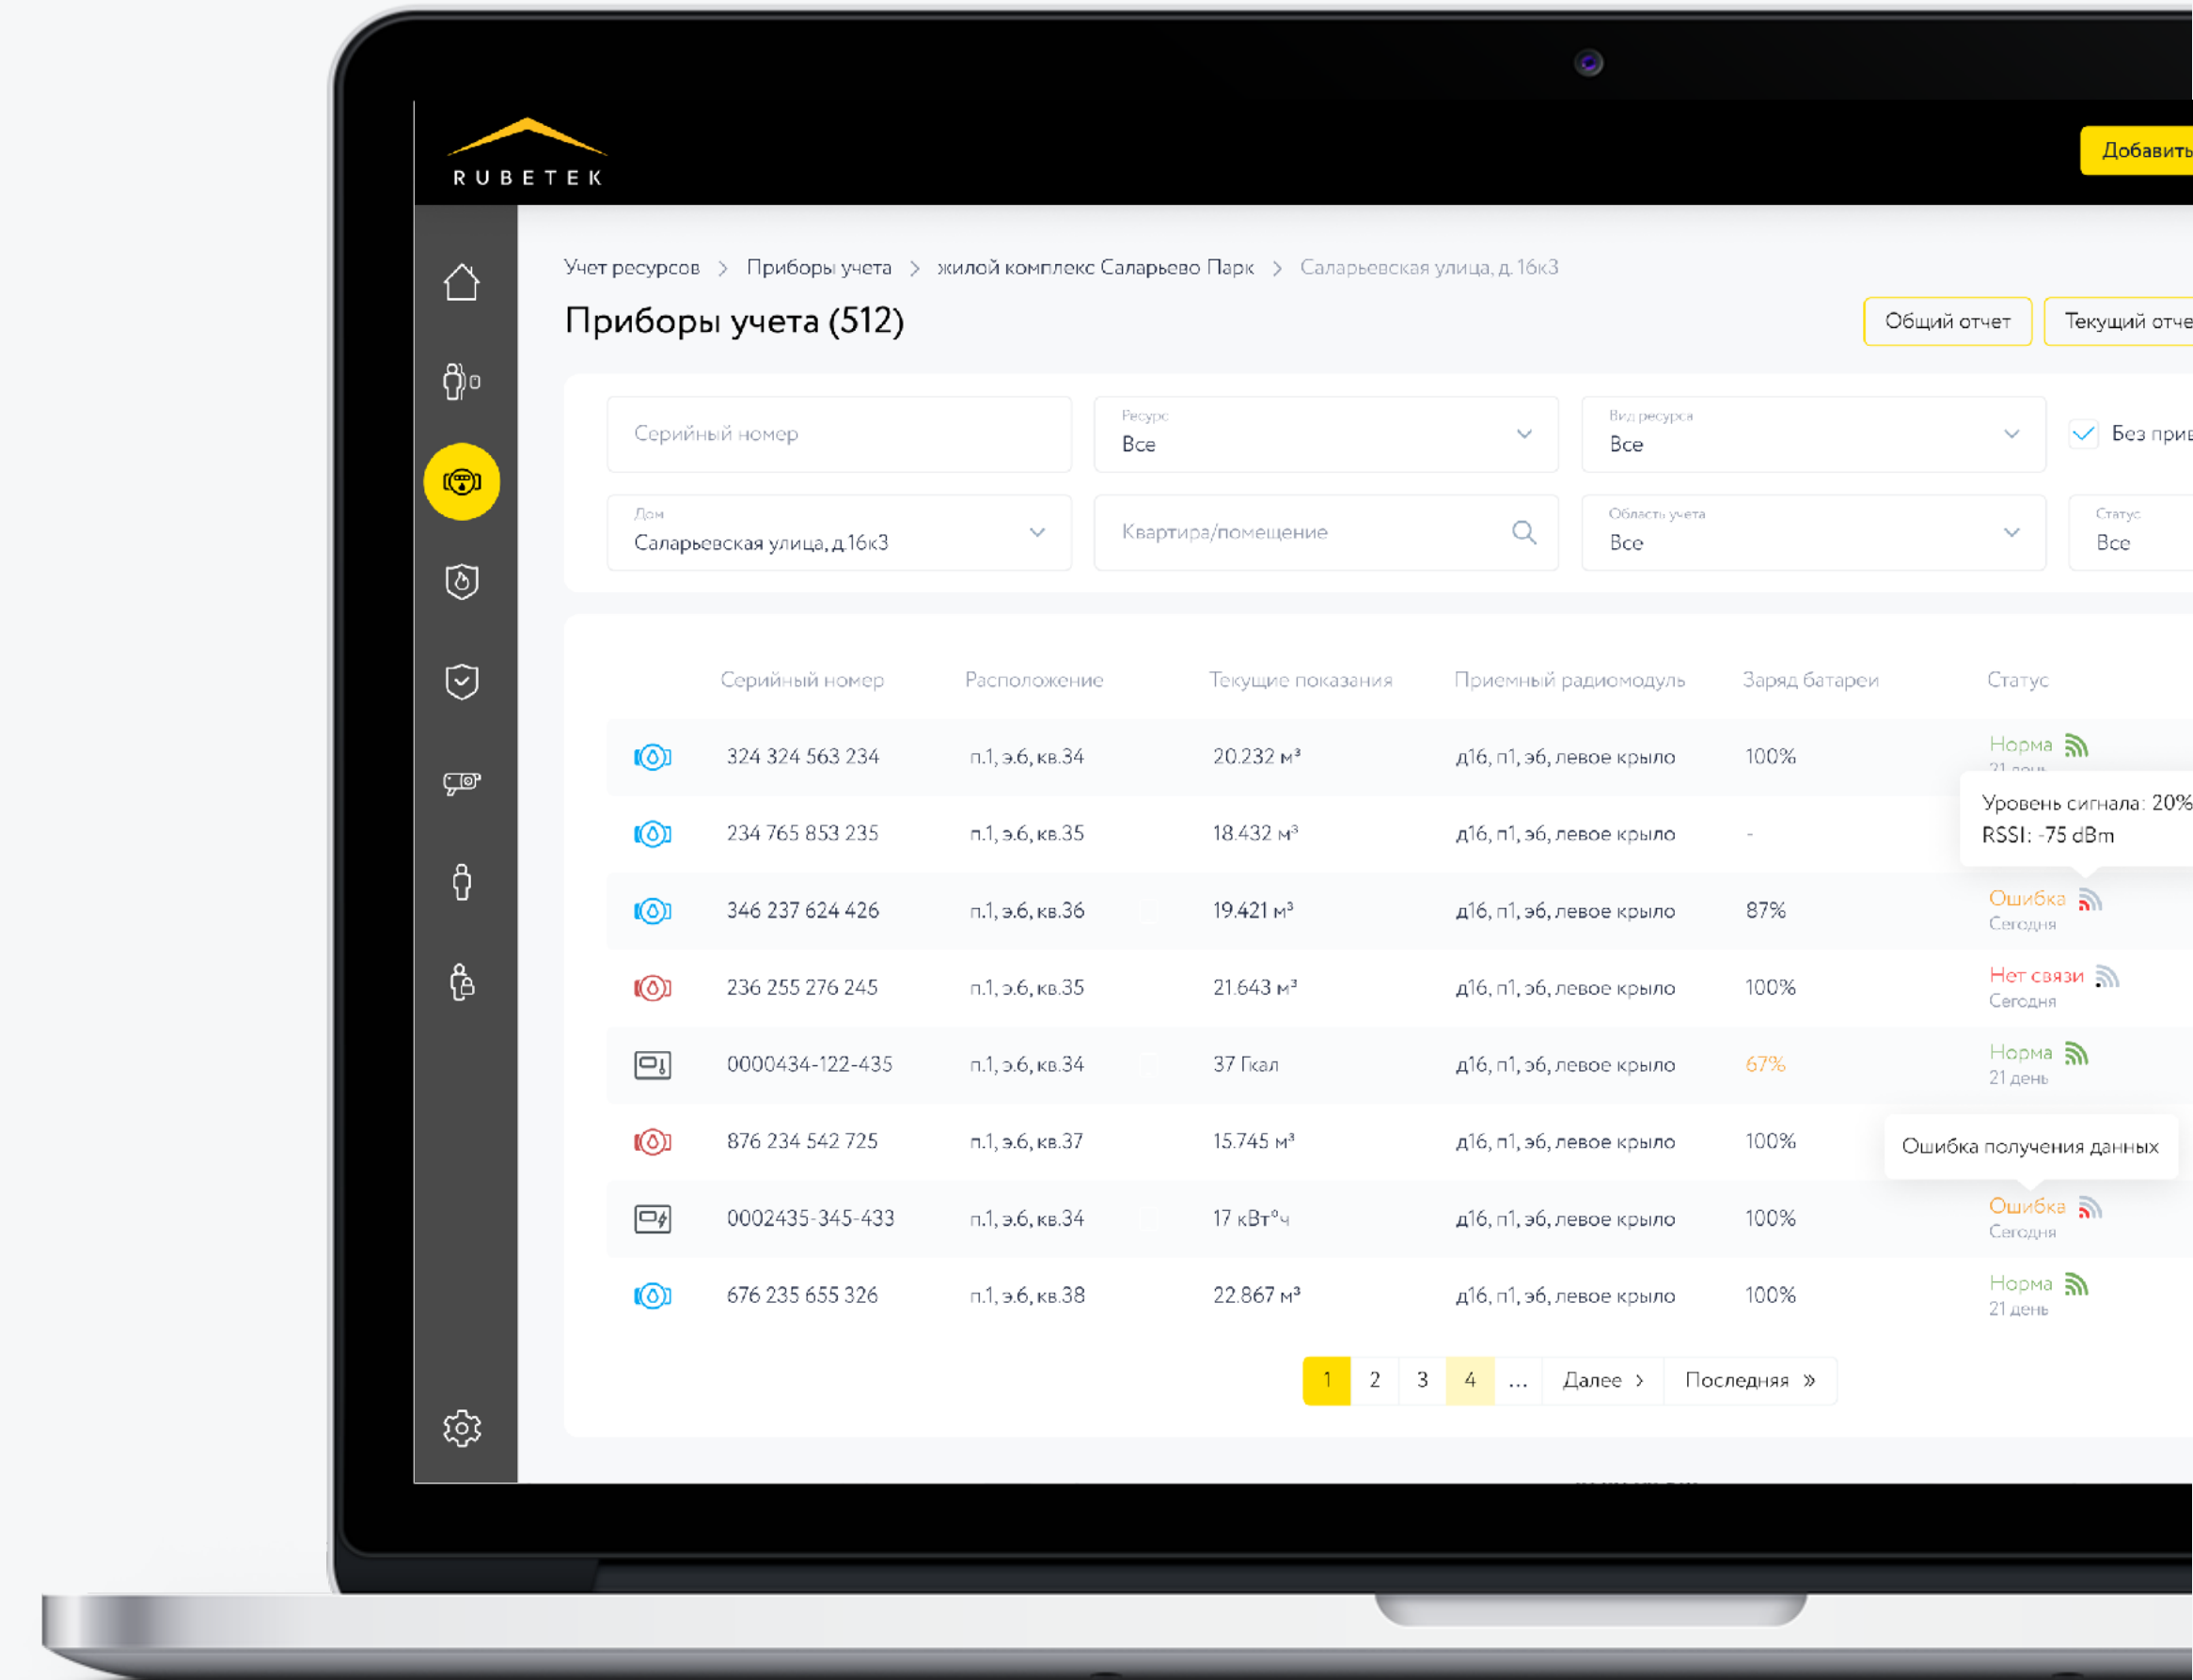 RUBETEK
Добавить
Учет ресурсов > Приборы учета > жилой комплекс Саларьево Парк > Саларьевская улица, д. 16к3
Приборы учета (512)
Общий отчет
Текущий отче
Серийный номер
Ресурс
Все
Вид ресурса
Все
Без прив
Дом
Саларьевская улица, д.16к3
Квартира/помещение
Область учета
Все
Статус
Все
Серийный номер Расположение Текущие показания Приемный радиомодуль Заряд батареи Статус
324 324 563 234 п.1, э.6, кв.34 20.232 м³ д16, п1, э6, левое крыло 100% Норма
21 день
Уровень сигнала: 20%
RSSI: -75 dBm
234 765 853 235 п.1, э.6, кв.35 18.432 м³ д16, п1, э6, левое крыло -
346 237 624 426 п.1, э.6, кв.36 19.421 м³ д16, п1, э6, левое крыло 87% Ошибка
Сегодня
236 255 276 245 п.1, э.6, кв.35 21.643 м³ д16, п1, э6, левое крыло 100% Нет связи
Сегодня
0000434-122-435 п.1, э.6, кв.34 37 Гкал д16, п1, э6, левое крыло 67% Норма
21 день
876 234 542 725 п.1, э.6, кв.37 15.745 м³ д16, п1, э6, левое крыло 100%
Ошибка получения данных
0002435-345-433 п.1, э.6, кв.34 17 кВт°ч д16, п1, э6, левое крыло 100% Ошибка
Сегодня
676 235 655 326 п.1, э.6, кв.38 22.867 м³ д16, п1, э6, левое крыло 100% Норма
21 день
1 2 3 4 ... Далее > Последняя »